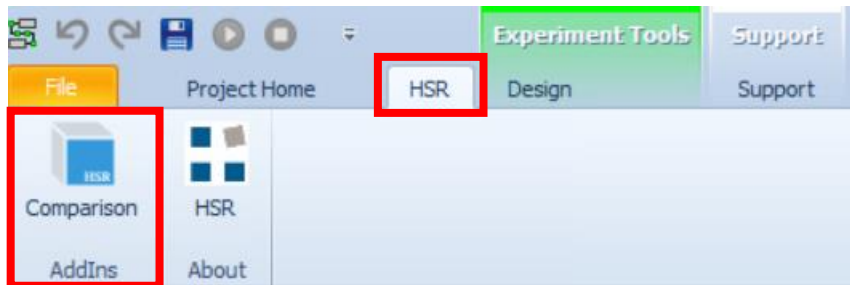 Experiment Tools Support
File Project Home HSR Design Support
HSR
Comparison HSR
AddIns About